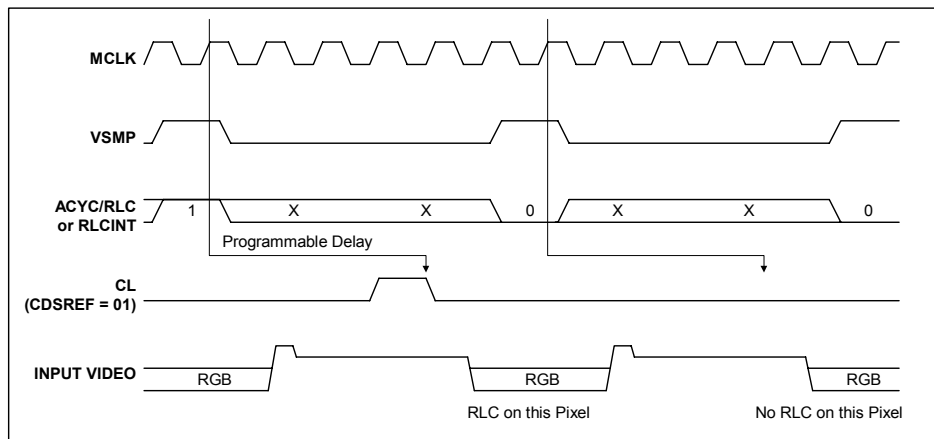 MCLK
VSMP
ACYC/RLC
or RLCINT
1 X X 0 X X 0
Programmable Delay
CL
(CDSREF = 01)
INPUT VIDEO
RGB RGB RGB
RLC on this Pixel No RLC on this Pixel